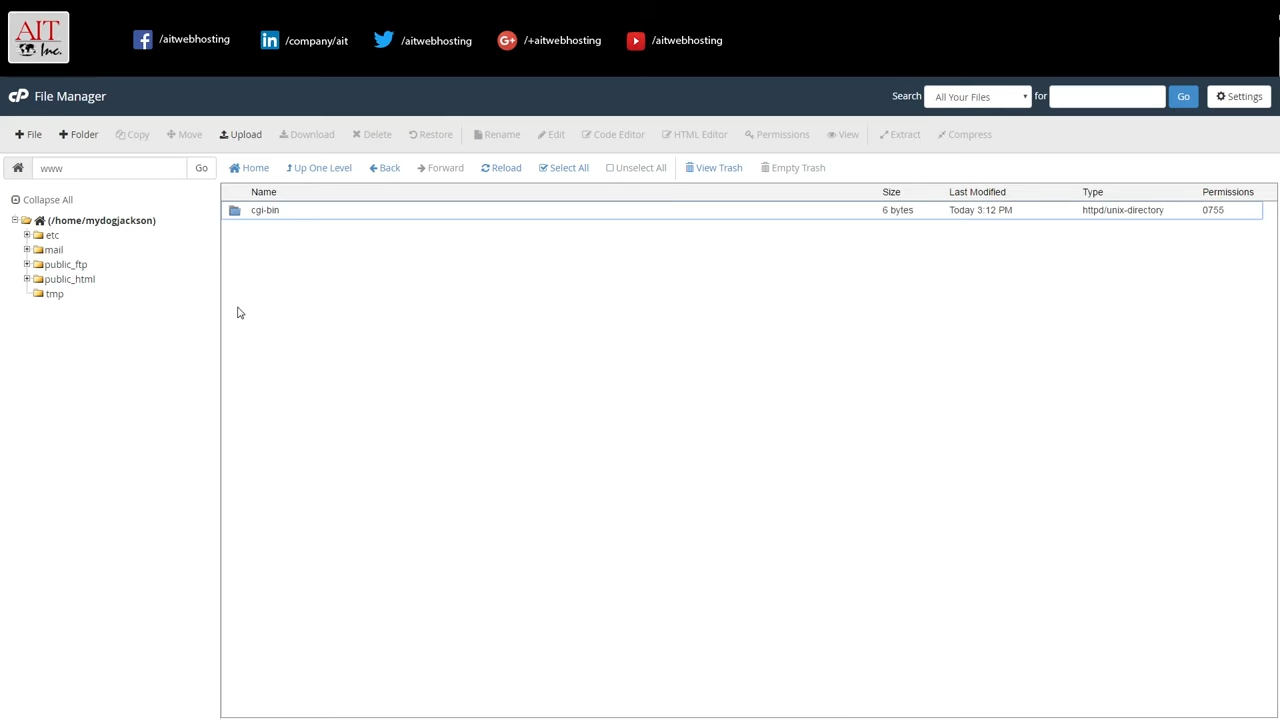 AIT
Inc.
/aitwebhosting
/company/ait
/aitwebhosting
/+aitwebhosting
/aitwebhosting
cP File Manager
Search All Your Files for Go Settings
File Folder Copy Move Upload Download Delete Restore Rename Edit Code Editor HTML Editor Permissions View Extract Compress
www Go Home Up One Level Back Forward Reload Select All Unselect All View Trash Empty Trash
Collapse All
(/home/mydogjackson)
etc
mail
public_ftp
public_html
tmp
Name Size Last Modified Type Permissions
cgi-bin 6 bytes Today 3:12 PM httpd/unix-directory 0755